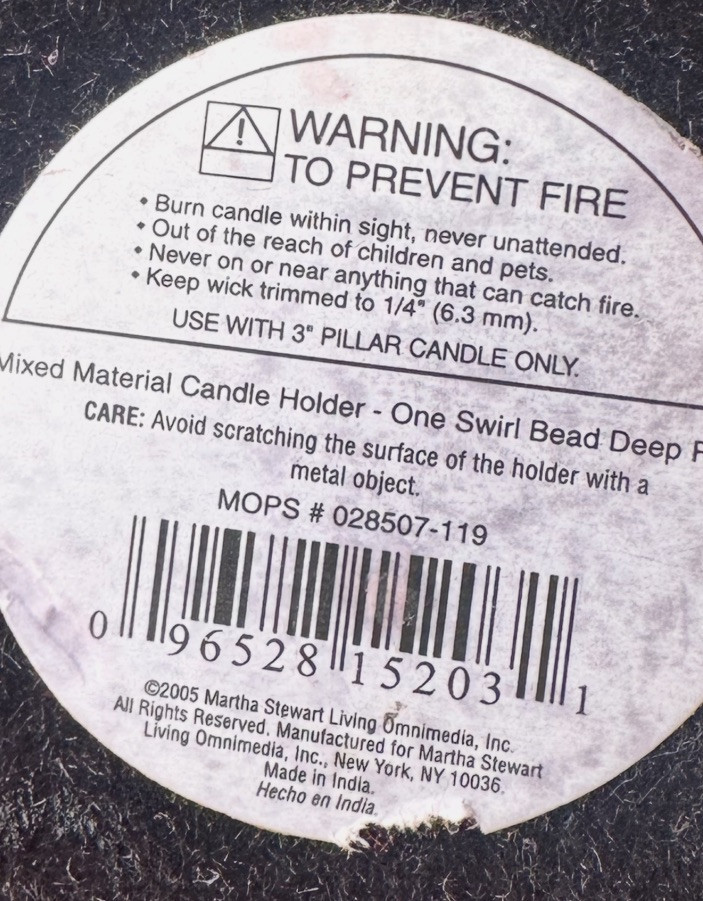 WARNING:
TO PREVENT FIRE
• Burn candle within sight, never unattended.
• Out of the reach of children and pets.
• Never on or near anything that can catch fire.
• Keep wick trimmed to 1/4" (6.3 mm).
USE WITH 3" PILLAR CANDLE ONLY.
Mixed Material Candle Holder - One Swirl Bead Deep
CARE: Avoid scratching the surface of the holder with a
metal object.
MOPS # 028507-119
0 96528 15203 1
©2005 Martha Stewart Living Omnimedia, Inc.
All Rights Reserved. Manufactured for Martha Stewart
Living Omnimedia, Inc., New York, NY 10036.
Made in India.
Hecho en India.